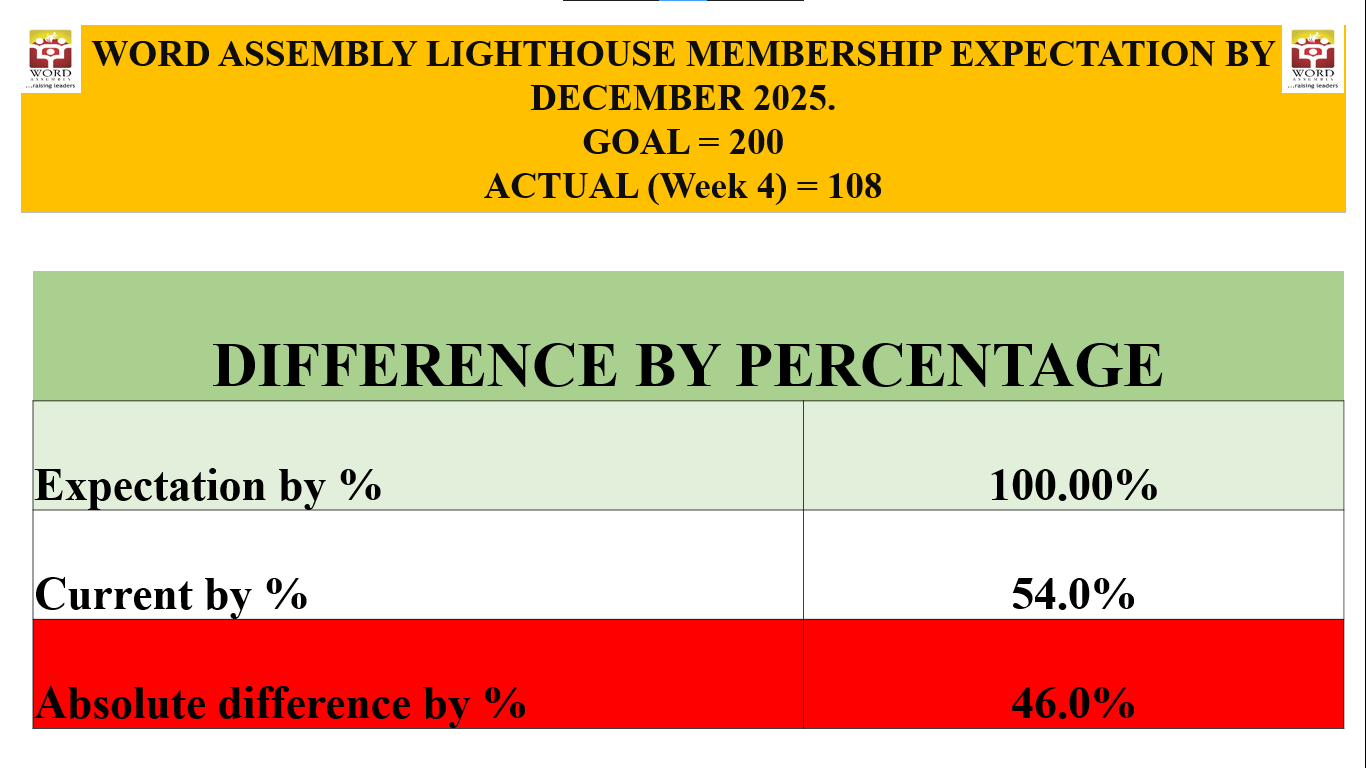 WORD ASSEMBLY LIGHTHOUSE MEMBERSHIP EXPECTATION BY
DECEMBER 2025.
GOAL = 200
ACTUAL (Week 4) = 108
WORD
ASSEMBLY
...raising leaders
WORD
ASSEMBLY
...raising leaders
DIFFERENCE BY PERCENTAGE
Expectation by % 100.00%
Current by % 54.0%
Absolute difference by % 46.0%